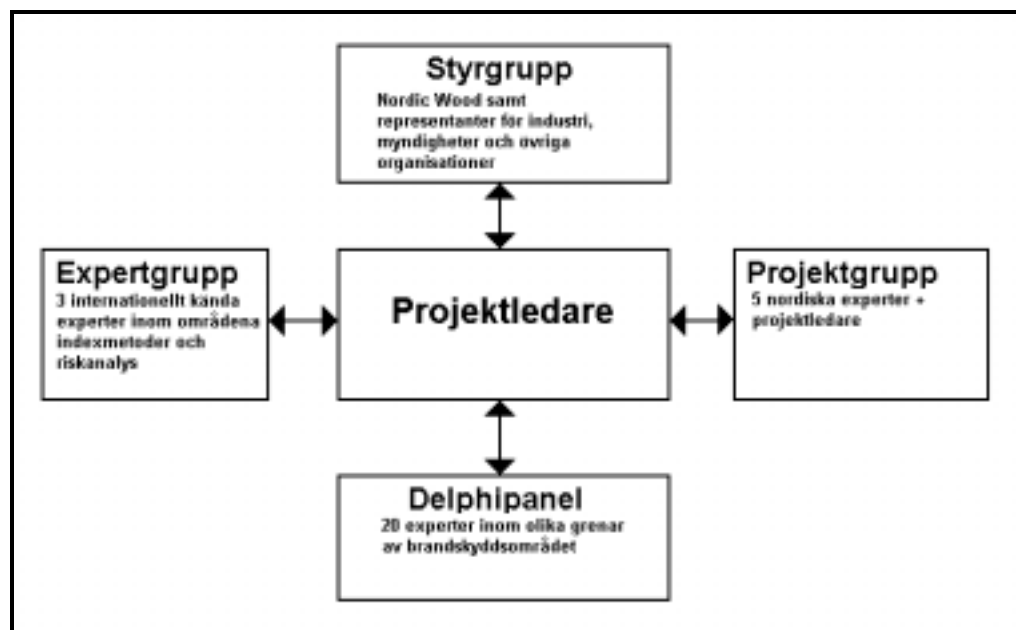 Styrgrupp
Nordic Wood samt
representanter för industri,
myndigheter och övriga
organisationer
Expertgrupp
3 internationellt kända
experter inom områdena
indexmetoder och
riskanalys
Projektledare
Projektgrupp
5 nordiska experter +
projektledare
Delphipanel
20 experter inom olika grenar
av brandskyddsområdet